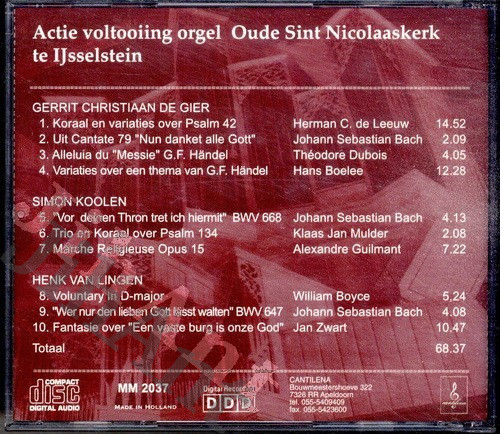 Actie voltooiing orgel Oude Sint Nicolaaskerk
te IJsselstein
GERRIT CHRISTIAAN DE GIER
1. Koraal en variaties over Psalm 42 Herman C. de Leeuw 14.52
2. Uit Cantate 79 "Nun danket alle Gott" Johann Sebastian Bach 2.09
3. Alleluia du "Messie" G.F. Händel Théodore Dubois 4.05
4. Variaties over een thema van G.F. Händel Hans Boelee 12.28
SIMON KOOLEN
5. "Vor deinen Thron tret ich hiermit" BWV 668 Johann Sebastian Bach 4.13
6. Trio en Koraal over Psalm 134 Klaas Jan Mulder 2.08
7. Marche Religieuse Opus 15 Alexandre Guilmant 7.22
HENK VAN LINGEN
8. Voluntary in D-major William Boyce 5,24
9. "Wer nur den lieben Gott lässt walten" BWV 647 Johann Sebastian Bach 4.08
10. Fantasie over "Een vaste burg is onze God" Jan Zwart 10,47
Totaal 68.37
COMPACT
disc
DIGITAL AUDIO
MM 2037
MADE IN HOLLAND
Digital Recording
DDD
CANTILENA
Bouwmeestershoeve 322
7326 RR Apeldoorn
tel. 055-5409409
fax. 055-5423600